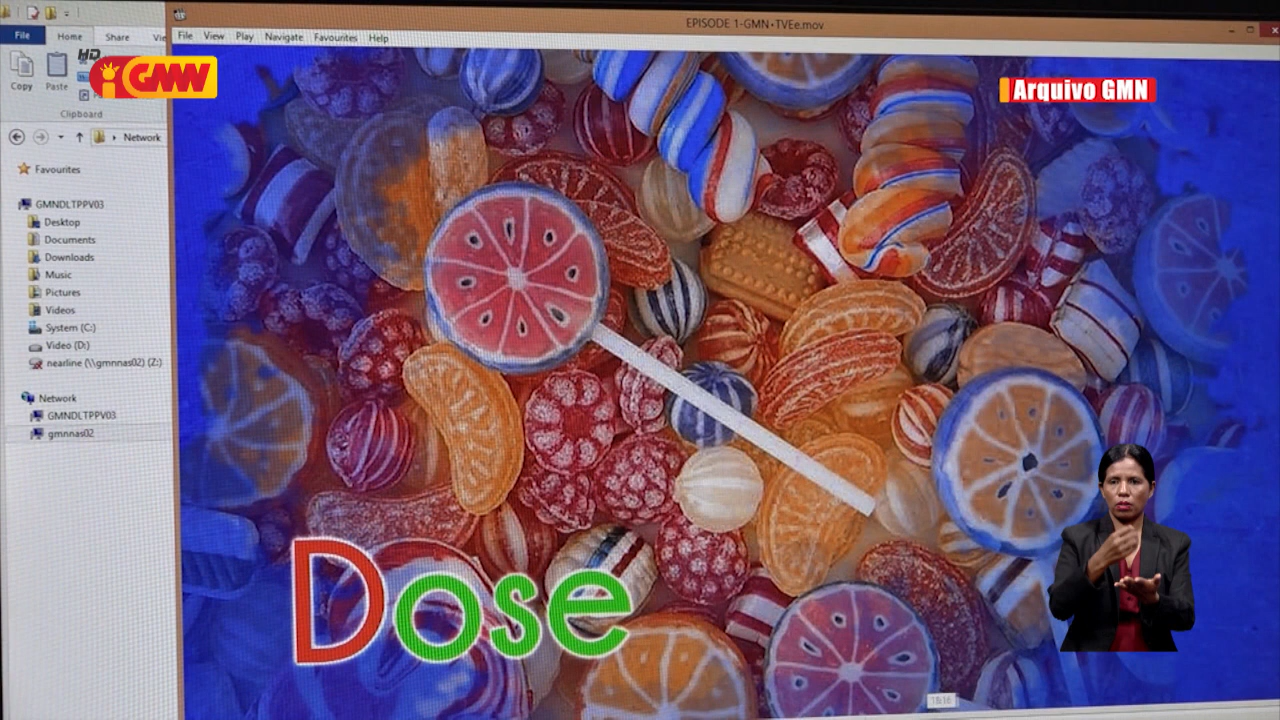 EPISODE 1-GMN•TVEe.mov
File Home Share Vie
File View Play Navigate Favourites Help
HD
GMN
Arquivo GMN
Copy Paste
Clipboard
Network
Favourites
GMNDLTPPV03
Desktop
Documents
Downloads
Music
Pictures
Videos
System (C:)
Video (D:)
nearline (\\gmnnas02) (Z:)
Network
GMNDLTPPV03
gmnnas02
Dose